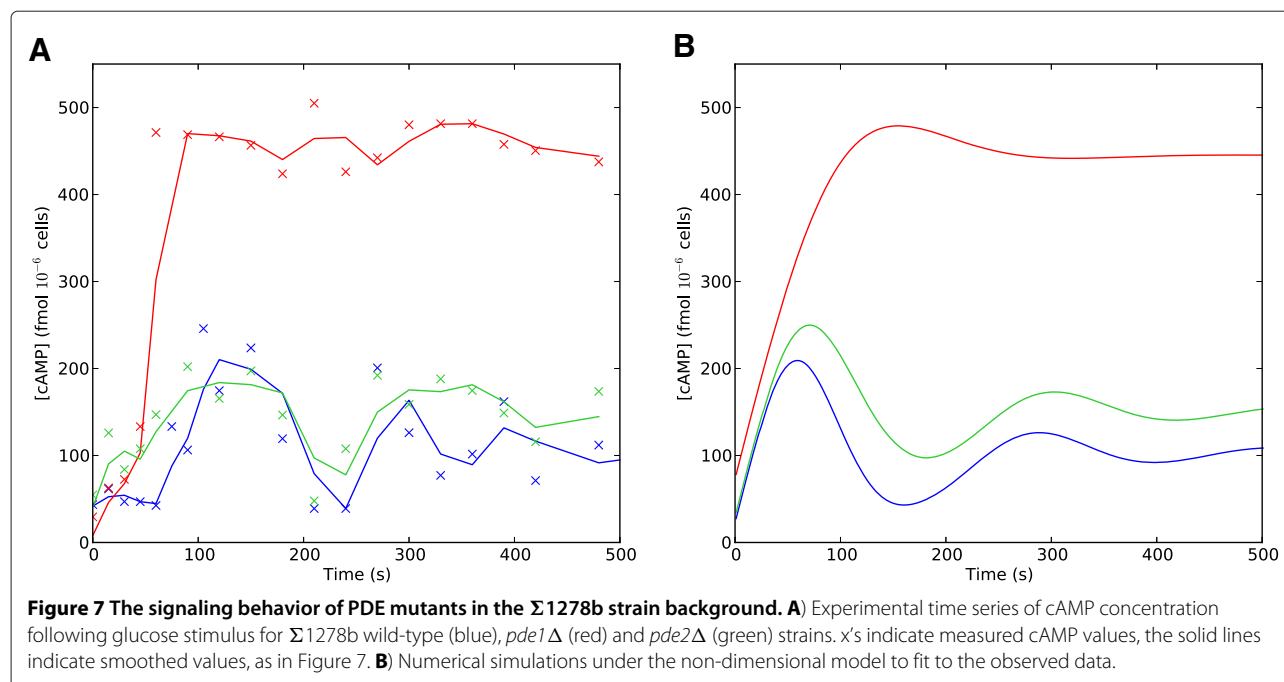 A
B
500
400
300
200
100
0
[cAMP] (fmol 10⁻⁶ cells)
0 100 200 300 400 500
Time (s)
500
400
300
200
100
0
[cAMP] (fmol 10⁻⁶ cells)
0 100 200 300 400 500
Time (s)
Figure 7 The signaling behavior of PDE mutants in the Σ1278b strain background. A) Experimental time series of cAMP concentration
following glucose stimulus for Σ1278b wild-type (blue), pde1Δ (red) and pde2Δ (green) strains. x's indicate measured cAMP values, the solid lines
indicate smoothed values, as in Figure 7. B) Numerical simulations under the non-dimensional model to fit to the observed data.